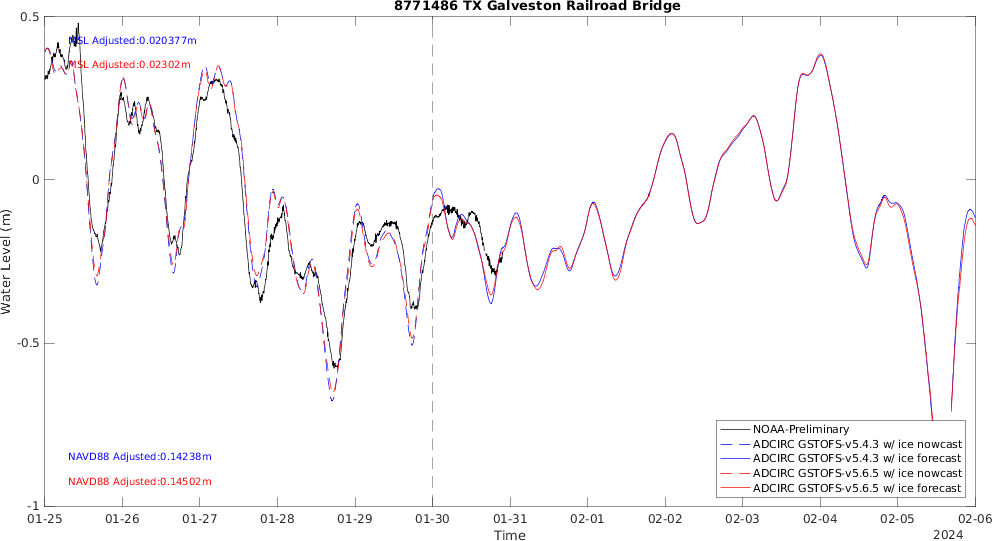 8771486 TX Galveston Railroad Bridge
MSL Adjusted:0.020377m
MSL Adjusted:0.02302m
NAVD88 Adjusted:0.14238m
NAVD88 Adjusted:0.14502m
Water Level (m)
0.5
0
-0.5
-1
NOAA-Preliminary
ADCIRC GSTOFS-v5.4.3 w/ ice nowcast
ADCIRC GSTOFS-v5.4.3 w/ ice forecast
ADCIRC GSTOFS-v5.6.5 w/ ice nowcast
ADCIRC GSTOFS-v5.6.5 w/ ice forecast
01-25 01-26 01-27 01-28 01-29 01-30 01-31 02-01 02-02 02-03 02-04 02-05 02-06
Time
2024